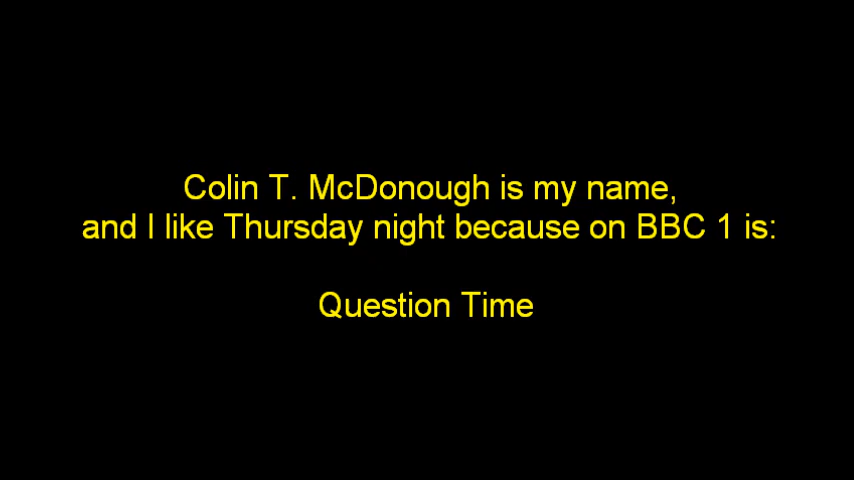 Colin T. McDonough is my name,
and I like Thursday night because on BBC 1 is:
Question Time